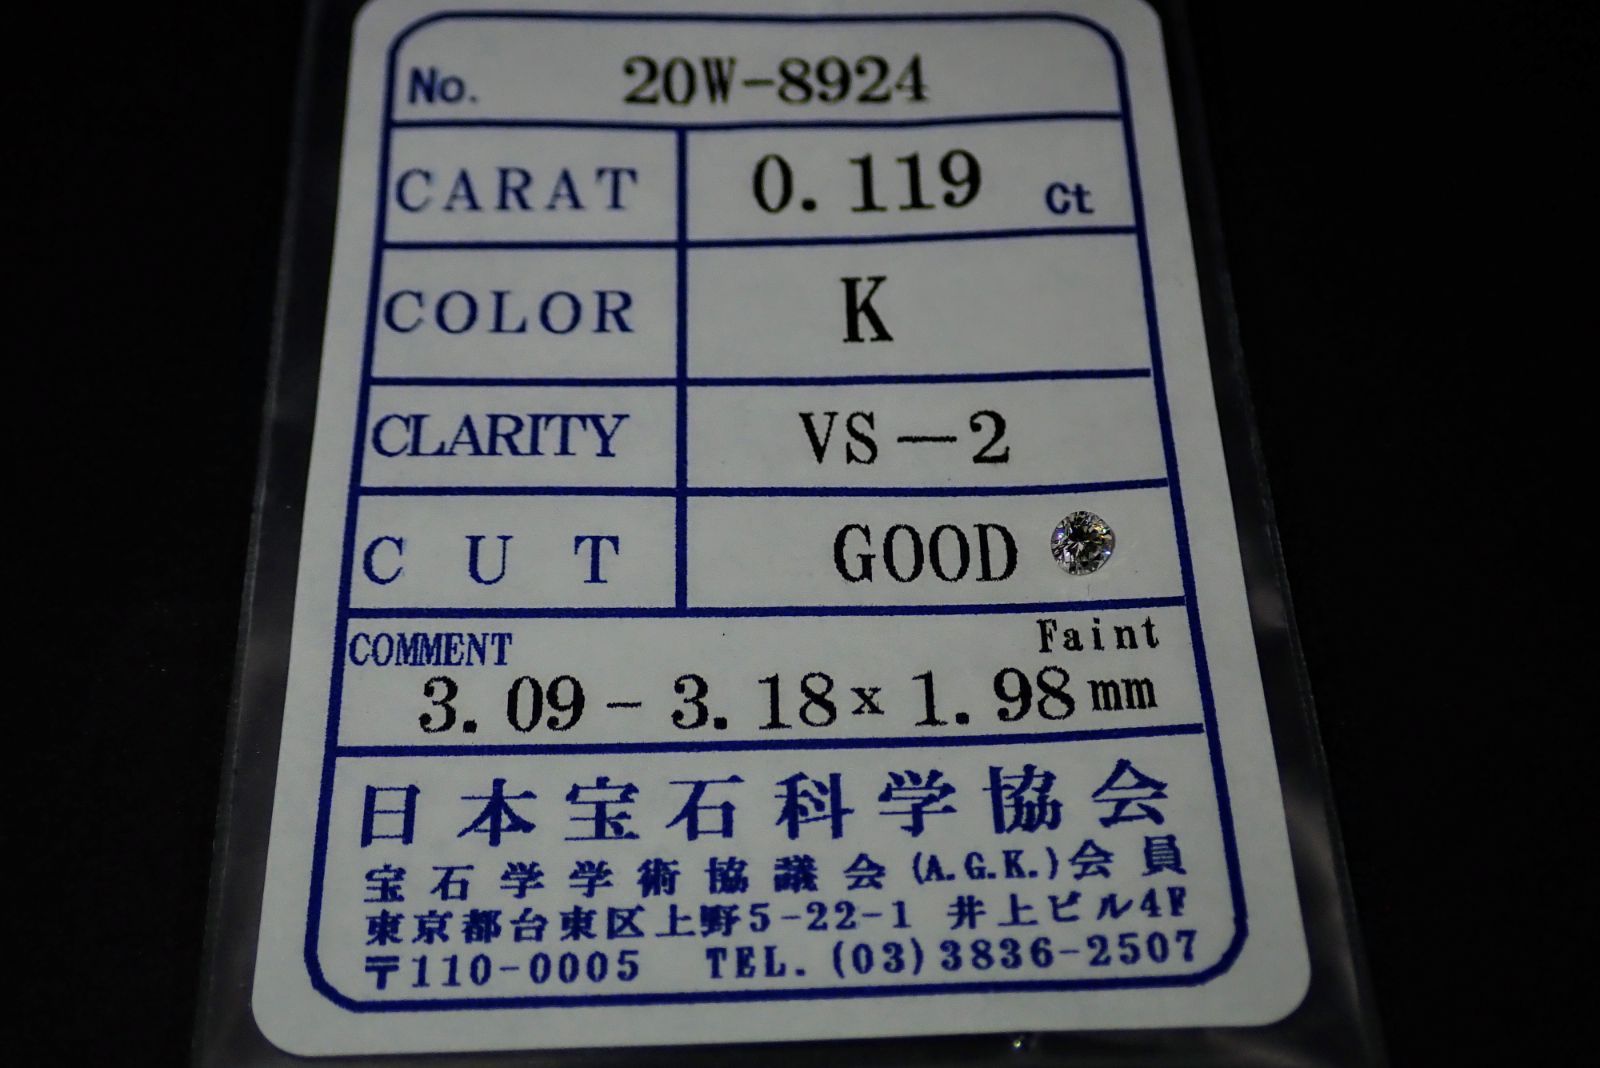 No. 20W-8924
CARAT 0.119 Ct
COLOR K
CLARITY VS-2
CUT GOOD
COMMENT Faint
3.09-3.18x1.98mm
日本宝石科学協会
宝石学学術協議会(A.G.K.)会員
東京都台東区上野5-22-1 井上ビル4F
〒110-0005 TEL.(03)3836-2507